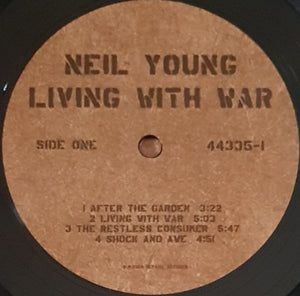 NEIL YOUNG
LIVING WITH WAR
SIDE ONE 44335-1
1 AFTER THE GARDEN 3:22
2 LIVING WITH WAR 5:03
3 THE RESTLESS CONSUMER 5:47
4 SHOCK AND AWE 4:51